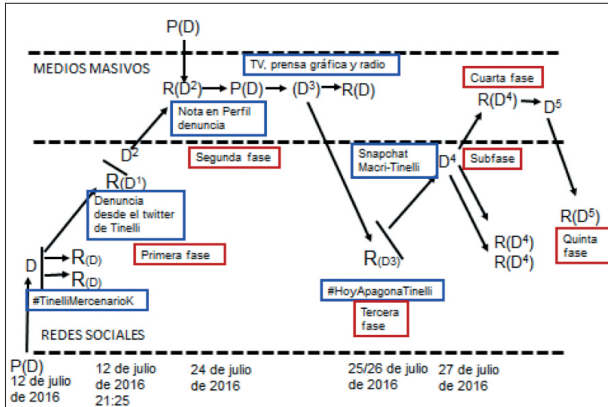 P(D)
MEDIOS MASIVOS
TV, prensa gráfica y radio
Cuarta fase
R(D²)
P(D)
(D³)
R(D)
R(D⁴)
D⁵
Nota en Perfil
denuncia
D²
Segunda fase
Snapchat
Macri-Tinelli
D⁴
Subfase
R(D¹)
Denuncia
desde el twitter
de Tinelli
R(D⁵)
Quinta
fase
D
R(D)
R(D)
Primera fase
R(D3)
R(D⁴)
R(D⁴)
#TinelliMercenarioK
#HoyApagonaTinelli
Tercera
fase
REDES SOCIALES
P(D)
12 de julio
de 2016
12 de julio
de 2016
21:25
24 de julio
de 2016
25/26 de julio
de 2016
27 de julio
de 2016